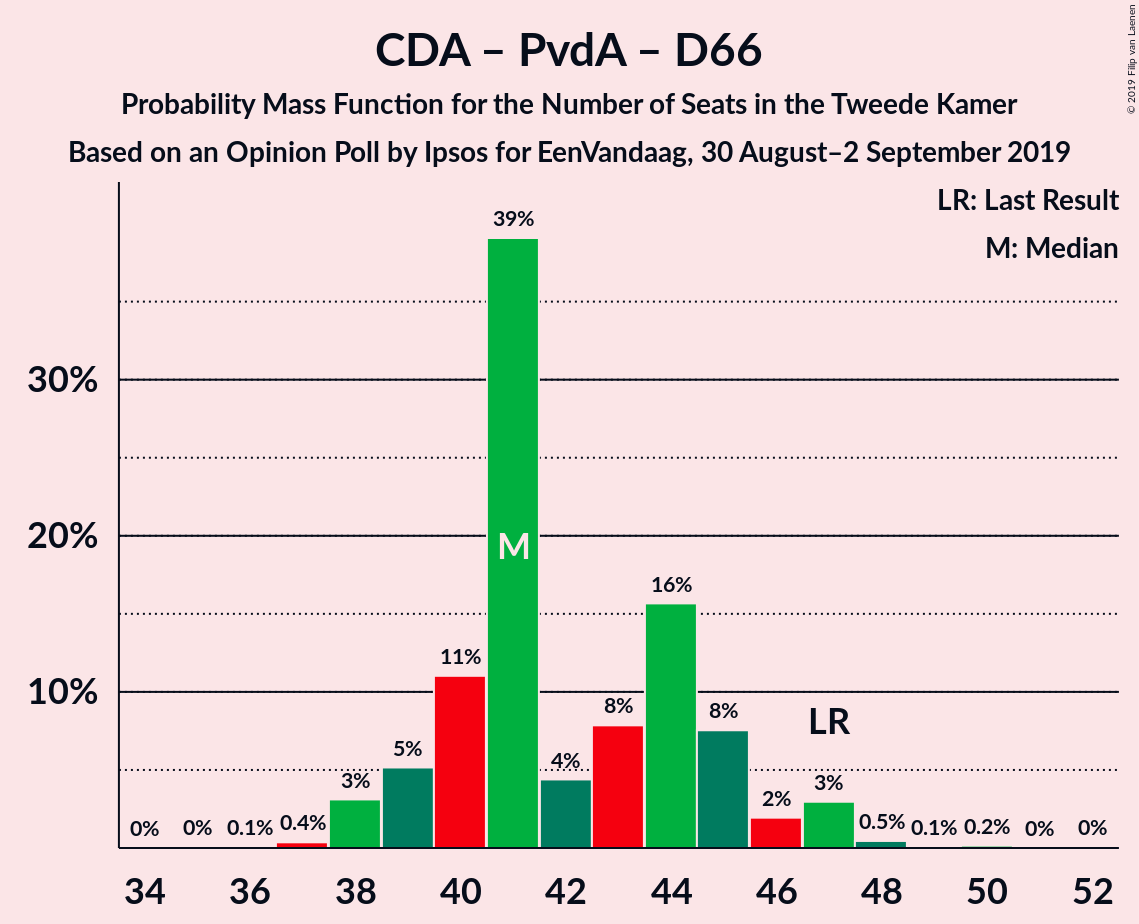 CDA – PvdA – D66
Probability Mass Function for the Number of Seats in the Tweede Kamer
Based on an Opinion Poll by Ipsos for EenVandaag, 30 August–2 September 2019
© 2019 Filip van Laenen
LR: Last Result
M: Median
39%
30%
M
20%
16%
11%
10%
8%
8%
LR
5%
4%
3%
3%
2%
0% 0% 0.1% 0.4% 0.5% 0.1% 0.2% 0% 0%
34 36 38 40 42 44 46 48 50 52